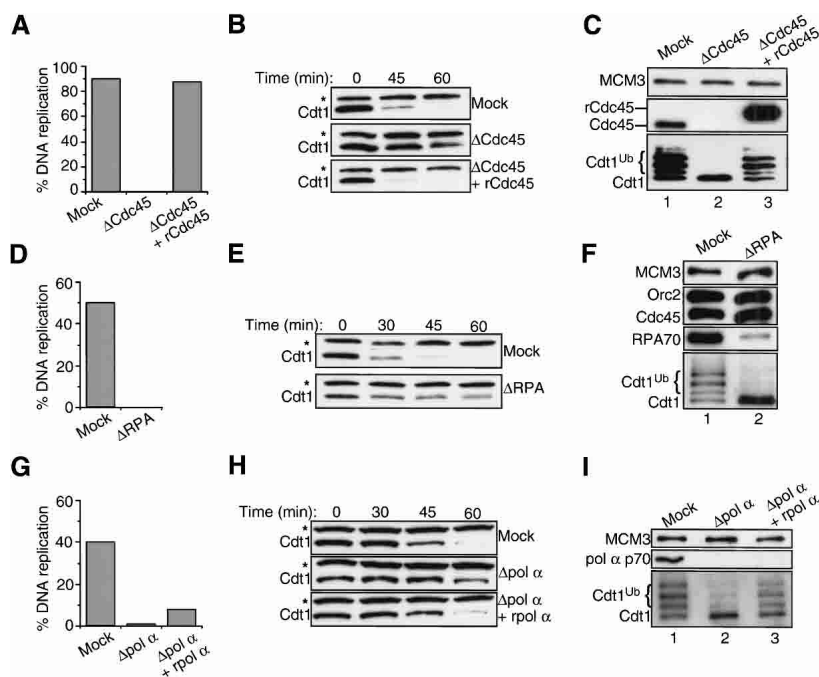 A
% DNA replication
100
80
60
40
20
0
Mock
ΔCdc45
ΔCdc45
+ rCdc45
B
Time (min): 0 45 60
*
Cdt1
Mock
*
Cdt1
ΔCdc45
*
Cdt1
ΔCdc45
+ rCdc45
C
Mock
ΔCdc45
ΔCdc45
+ rCdc45
MCM3
rCdc45
Cdc45
Cdt1Ub {
Cdt1
1 2 3
D
% DNA replication
60
40
20
0
Mock
ΔRPA
E
Time (min): 0 30 45 60
*
Cdt1
Mock
*
Cdt1
ΔRPA
F
Mock
ΔRPA
MCM3
Orc2
Cdc45
RPA70
Cdt1Ub {
Cdt1
1 2
G
% DNA replication
60
40
20
0
Mock
Δpol α
Δpol α
+ rpol α
H
Time (min): 0 30 45 60
*
Cdt1
Mock
*
Cdt1
Δpol α
*
Cdt1
Δpol α
+ rpol α
I
Mock
Δpol α
Δpol α
+ rpol α
MCM3
pol α p70
Cdt1Ub {
Cdt1
1 2 3